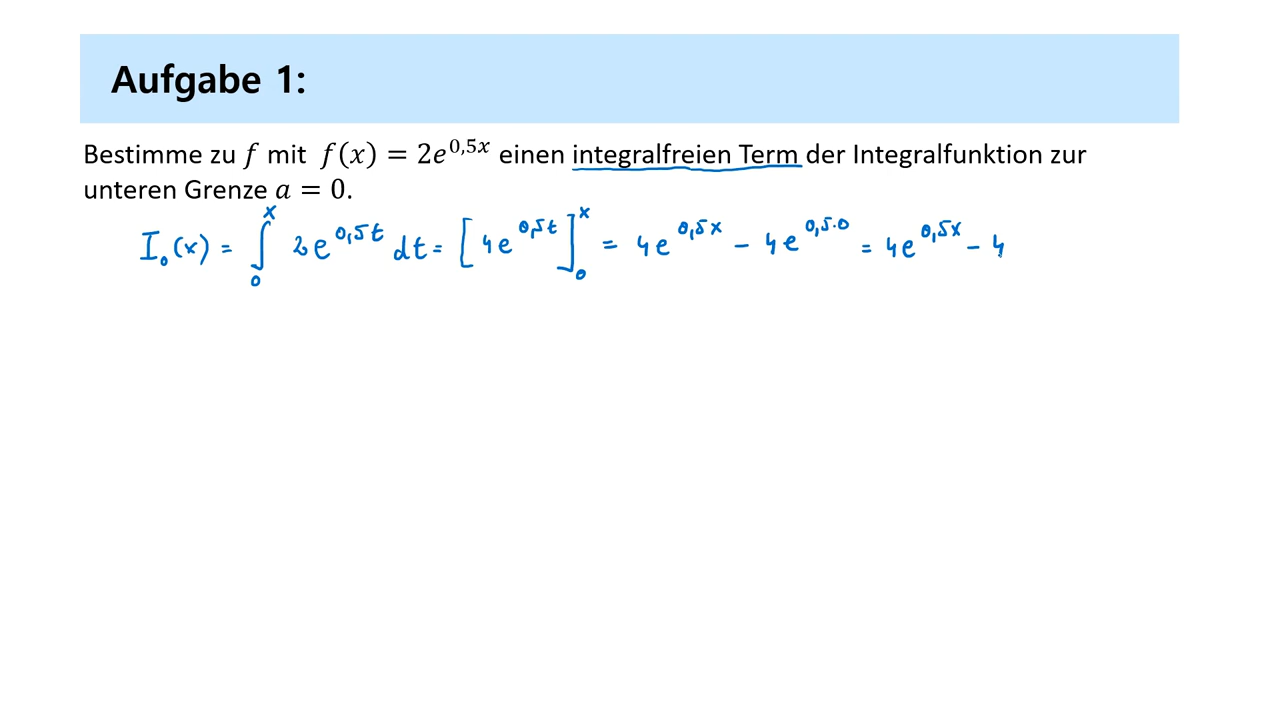 Aufgabe 1:
Bestimme zu f mit f(x) = 2e^{0,5x} einen integralfreien Term der Integralfunktion zur
unteren Grenze a = 0.
I₀(x) = ∫₀ˣ 2e^{0,5t} dt = [4e^{0,5t}]₀ˣ = 4e^{0,5x} – 4e^{0,5·0} = 4e^{0,5x} – 4